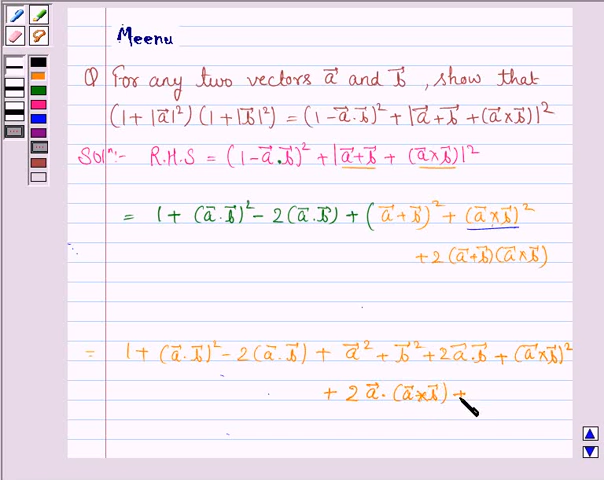 Meenu
Q For any two vectors a⃗ and b⃗ , show that
(1+|a⃗|²)(1+|b⃗|²) = (1-a⃗.b⃗)² + |a⃗+b⃗ + (a⃗×b⃗)|²
Solⁿ:- R.H.S = (1-a⃗.b⃗)² + |a⃗+b⃗ + (a⃗×b⃗)|²
= 1+(a⃗.b⃗)² - 2(a⃗.b⃗) + (a⃗+b⃗)² + (a⃗×b⃗)²
+2(a⃗+b⃗)(a⃗×b⃗)
= 1+(a⃗.b⃗)² - 2(a⃗.b⃗) + a⃗² + b⃗² + 2a⃗.b⃗ + (a⃗×b⃗)²
+ 2a⃗.(a⃗×b⃗) +